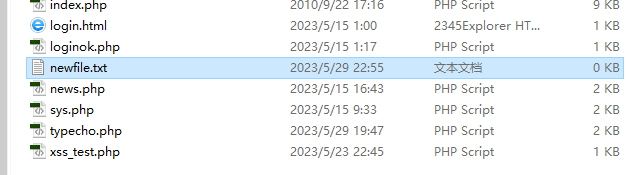 index.php 2010/9/22 17:16 PHP Script 9 KB
login.html 2023/5/15 1:00 2345Explorer HT... 1 KB
loginok.php 2023/5/15 1:17 PHP Script 1 KB
newfile.txt 2023/5/29 22:55 文本文档 0 KB
news.php 2023/5/15 16:43 PHP Script 2 KB
sys.php 2023/5/15 9:33 PHP Script 2 KB
typecho.php 2023/5/29 19:47 PHP Script 2 KB
xss_test.php 2023/5/23 22:45 PHP Script 1 KB